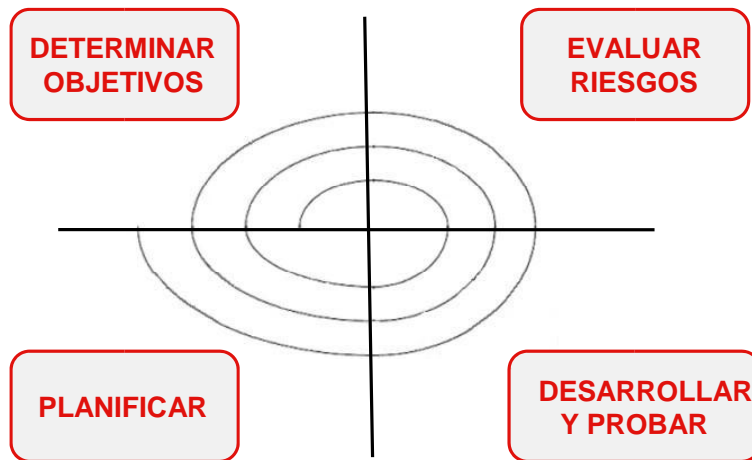 DETERMINAR
OBJETIVOS
EVALUAR
RIESGOS
PLANIFICAR
DESARROLLAR
Y PROBAR